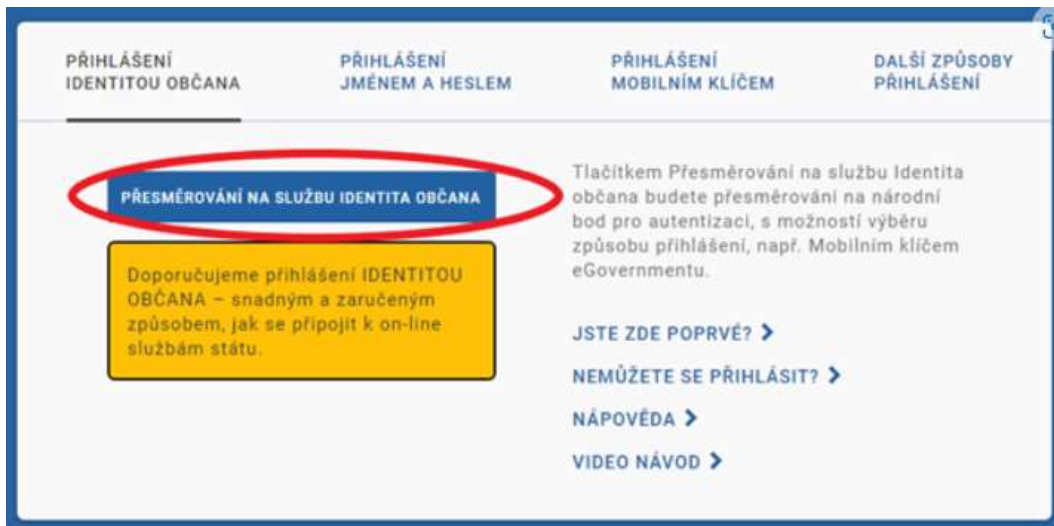 PŘIHLÁŠENÍ
IDENTITOU OBČANA
PŘIHLÁŠENÍ
JMÉNEM A HESLEM
PŘIHLÁŠENÍ
MOBILNÍM KLÍČEM
DALŠÍ ZPŮSOBY
PŘIHLÁŠENÍ
PŘESMĚROVÁNÍ NA SLUŽBU IDENTITA OBČANA
Doporučujeme přihlášení IDENTITOU
OBČANA – snadným a zaručeným
způsobem, jak se připojit k on-line
službám státu.
Tlačítkem Přesměrování na službu Identita
občana budete přesměrováni na národní
bod pro autentizaci, s možností výběru
způsobu přihlášení, např. Mobilním klíčem
eGovernmentu.
JSTE ZDE POPRVÉ?
NEMŮŽETE SE PŘIHLÁSIT?
NÁPOVĚDA
VIDEO NÁVOD